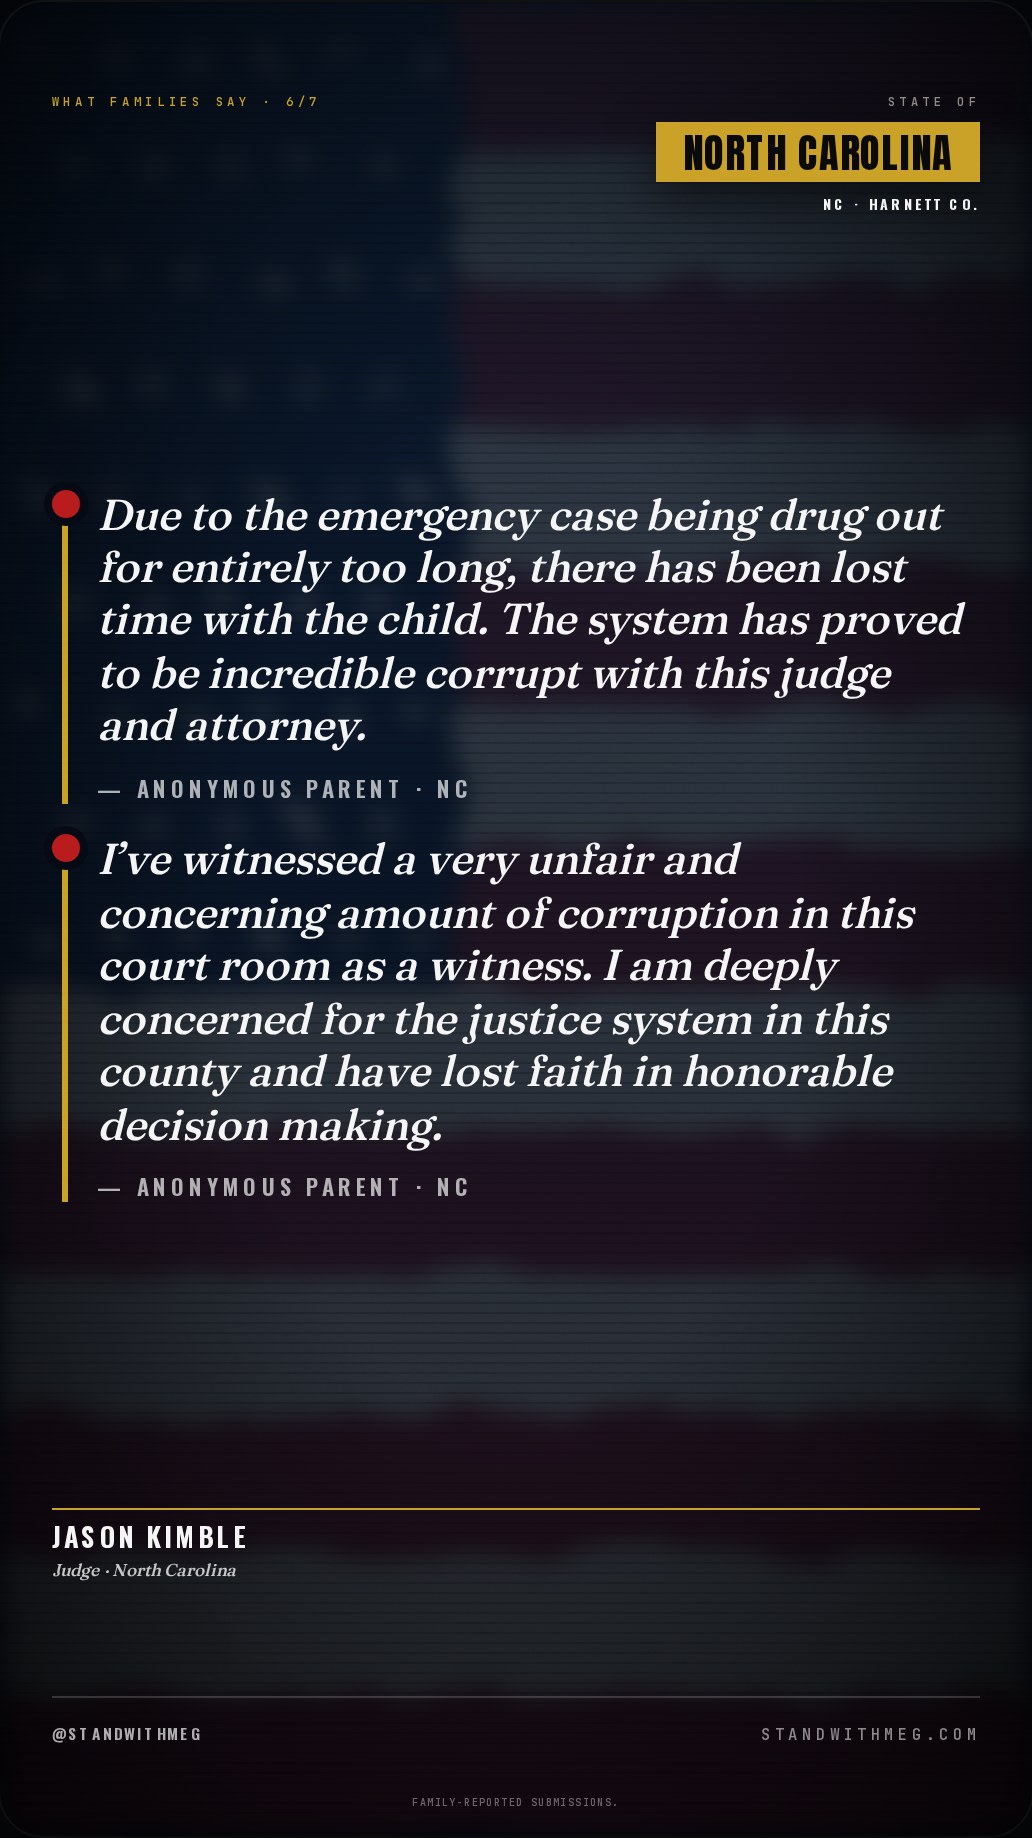 WHAT FAMILIES SAY · 6/7
STATE OF
NORTH CAROLINA
NC · HARNETT CO.
Due to the emergency case being drug out
for entirely too long, there has been lost
time with the child. The system has proved
to be incredible corrupt with this judge
and attorney.
— ANONYMOUS PARENT · NC
I’ve witnessed a very unfair and
concerning amount of corruption in this
court room as a witness. I am deeply
concerned for the justice system in this
county and have lost faith in honorable
decision making.
— ANONYMOUS PARENT · NC
JASON KIMBLE
Judge · North Carolina
@STANDWITHMEG
STANDWITHMEG.COM
FAMILY-REPORTED SUBMISSIONS.